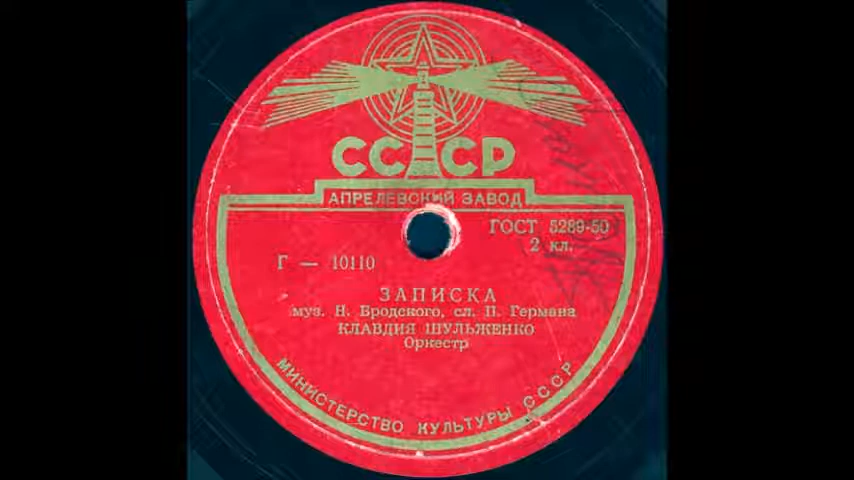 СССР
АПРЕЛЕВСКИЙ ЗАВОД
ГОСТ 5289-50
2 кл.
Г — 10110
ЗАПИСКА
муз. Н. Бродского, сл. П. Германа
КЛАВДИЯ ШУЛЬЖЕНКО
Оркестр
МИНИСТЕРСТВО КУЛЬТУРЫ СССР